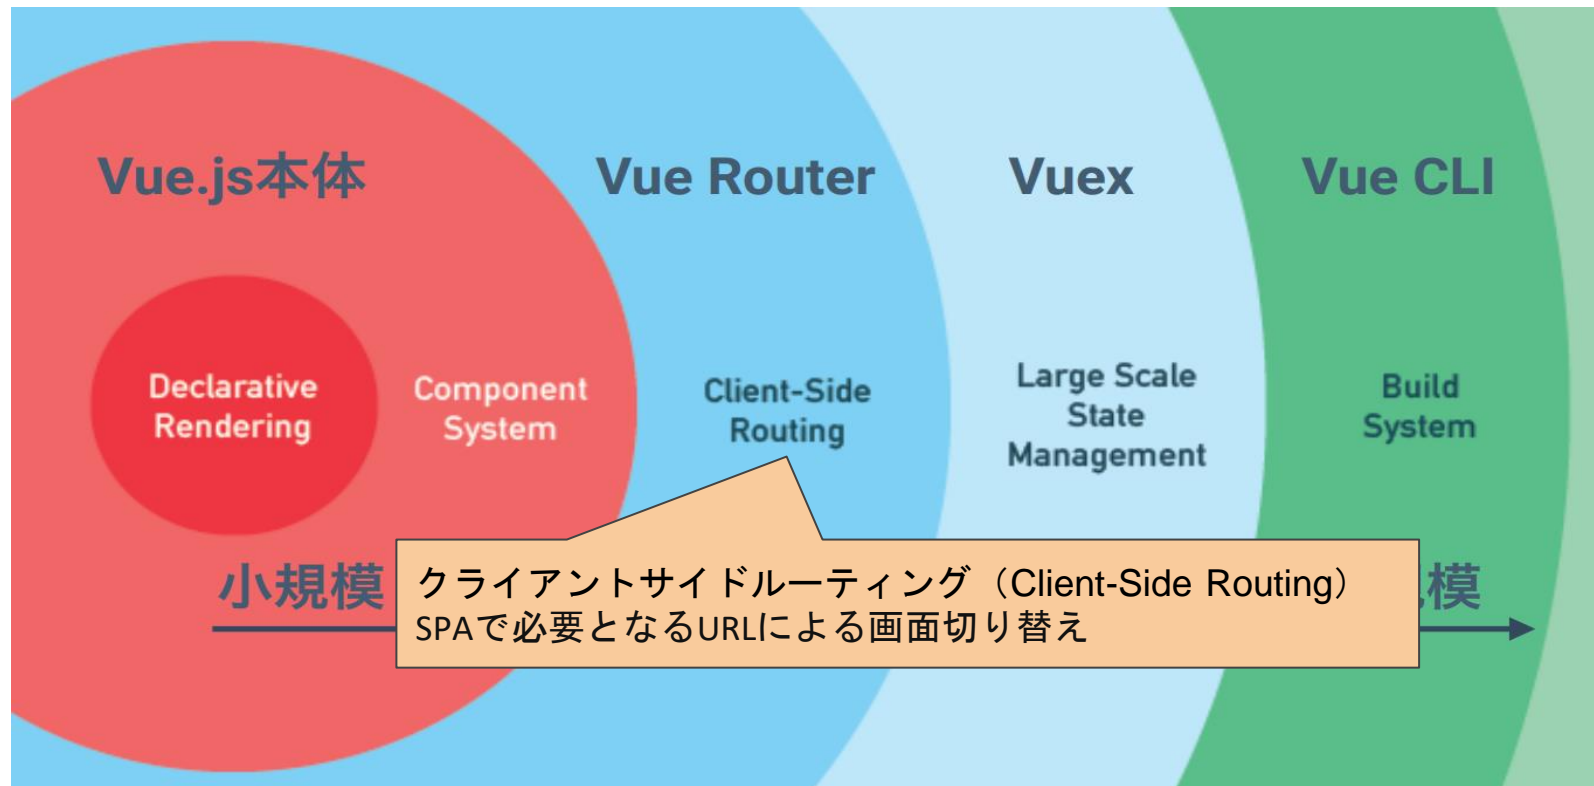 Vue.js本体
Vue Router
Vuex
Vue CLI
Declarative
Rendering
Component
System
Client-Side
Routing
Large Scale
State
Management
Build
System
小規模
クライアントサイドルーティング（Client-Side Routing）
SPAで必要となるURLによる画面切り替え
模